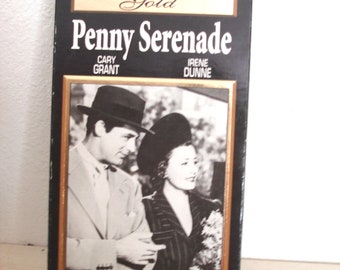 Gold
Penny Serenade
CARY IRENE
GRANT DUNNE